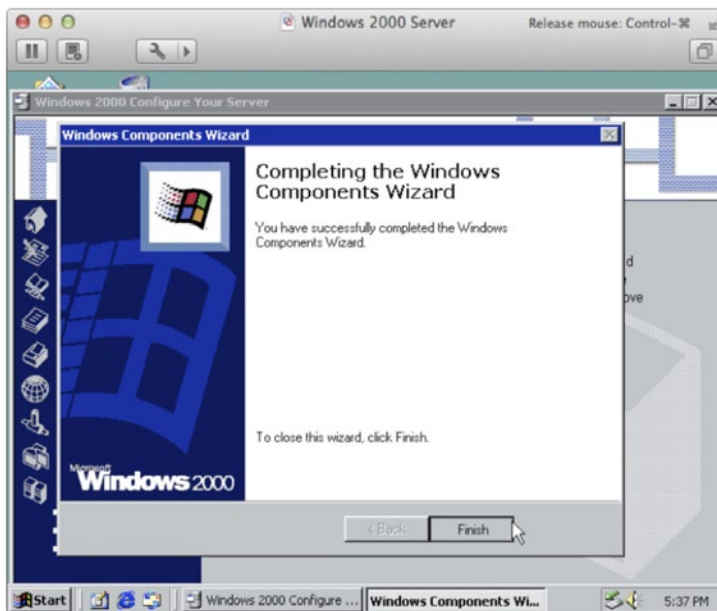 Windows 2000 Server
Release mouse: Control-⌘
Windows 2000 Configure Your Server
Windows Components Wizard
Completing the Windows
Components Wizard
You have successfully completed the Windows
Components Wizard.
d
ove
To close this wizard, click Finish.
Microsoft
Windows 2000
< Back
Finish
Start
Windows 2000 Configure ...
Windows Components Wi...
5:37 PM